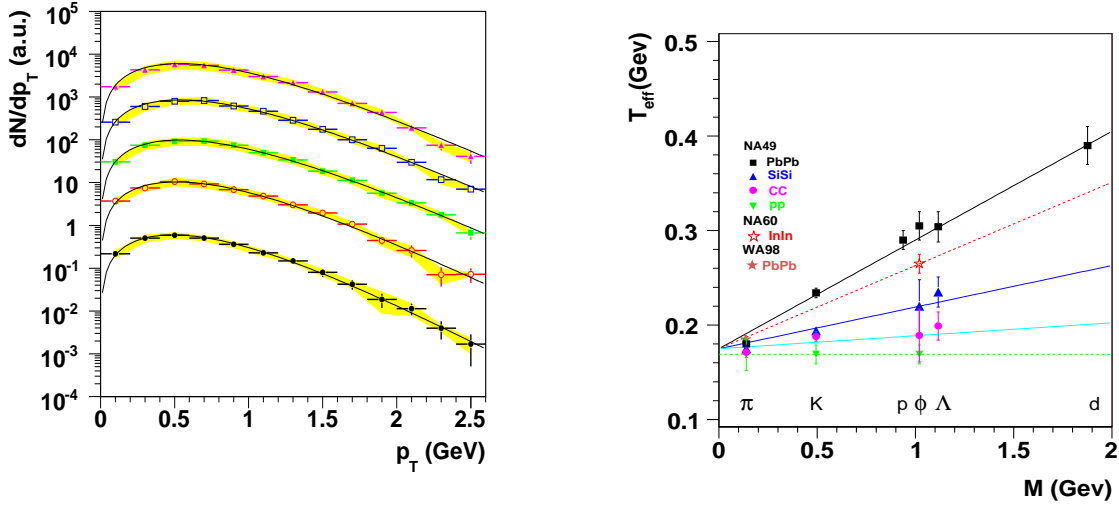 dN/dp_T (a.u.)
10^5
10^4
10^3
10^2
10
1
10^-1
10^-2
10^-3
10^-4
0 0.5 1 1.5 2 2.5
p_T (GeV)
T_eff(Gev)
0.5
0.4
0.3
0.2
0.1
NA49
PbPb
SiSi
CC
pp
NA60
InIn
WA98
PbPb
π K p ϕ Λ d
0 0.5 1 1.5 2
M (Gev)